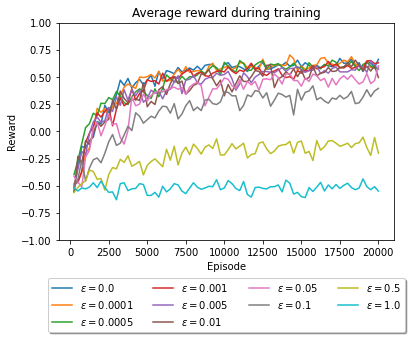 Average reward during training
Reward
1.00
0.75
0.50
0.25
0.00
−0.25
−0.50
−0.75
−1.00
0 2500 5000 7500 10000 12500 15000 17500 20000
Episode
ε = 0.0 ε = 0.001 ε = 0.05 ε = 0.5
ε = 0.0001 ε = 0.005 ε = 0.1 ε = 1.0
ε = 0.0005 ε = 0.01